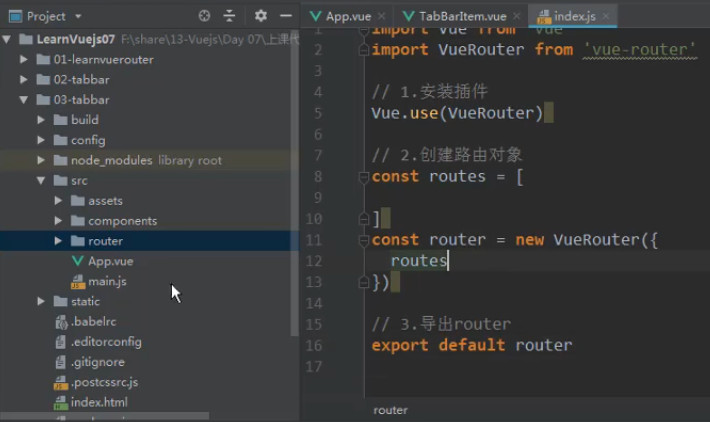 Project
LearnVuejs07 F:\share\13-Vuejs\Day 07\上课代
01-learnvuerouter
02-tabbar
03-tabbar
build
config
node_modules library root
src
assets
components
router
App.vue
main.js
static
.babelrc
.editorconfig
.gitignore
.postcssrc.js
index.html
App.vue
TabBarItem.vue
index.js
1 import Vue from 'vue'
2 import VueRouter from 'vue-router'
3
4 // 1.安装插件
5 Vue.use(VueRouter)
6
7 // 2.创建路由对象
8 const routes = [
9
10 ]
11 const router = new VueRouter({
12 routes
13 })
14
15 // 3.导出router
16 export default router
17
router